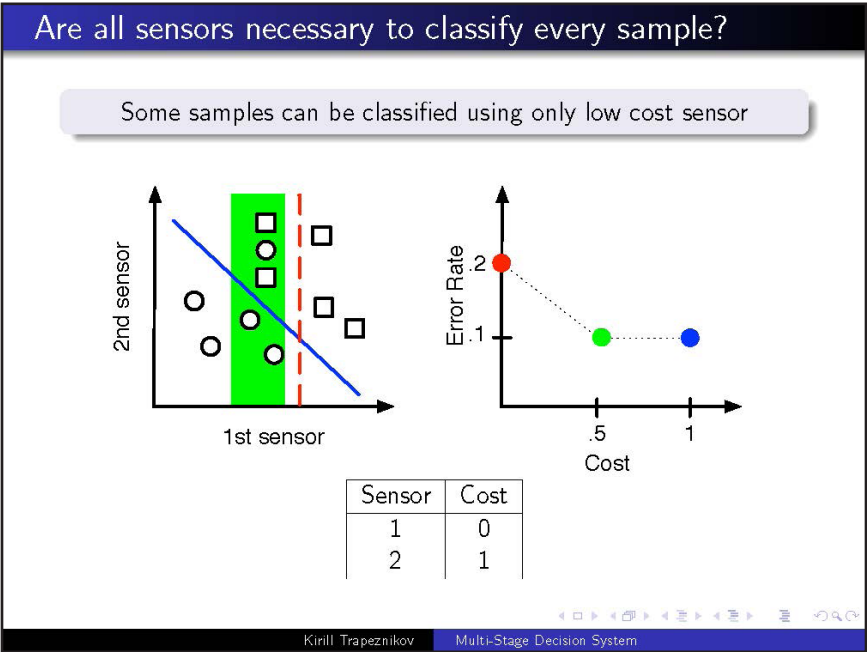 Are all sensors necessary to classify every sample?
Some samples can be classified using only low cost sensor
2nd sensor
1st sensor
Error Rate
.2
.1
.5
1
Cost
Sensor Cost
1 0
2 1
Kirill Trapeznikov Multi-Stage Decision System